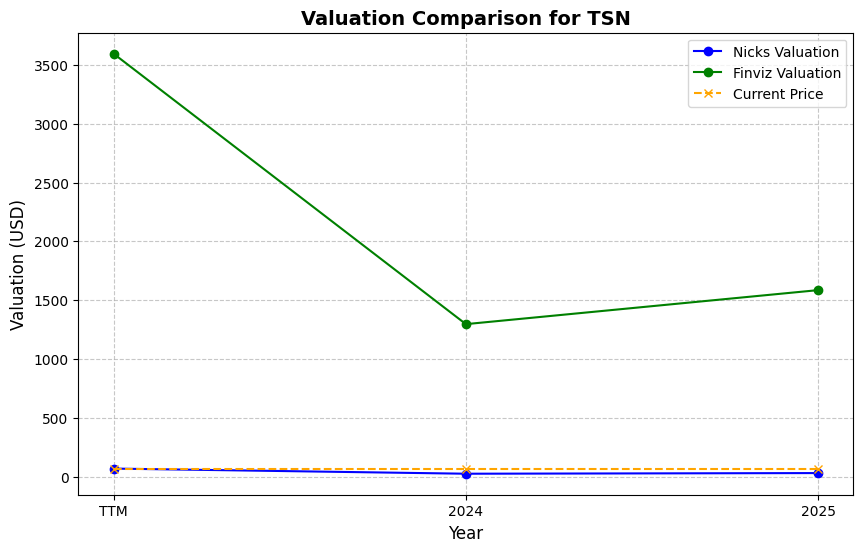 Valuation Comparison for TSN
Nicks Valuation
Finviz Valuation
Current Price
Valuation (USD)
3500
3000
2500
2000
1500
1000
500
0
TTM
2024
2025
Year